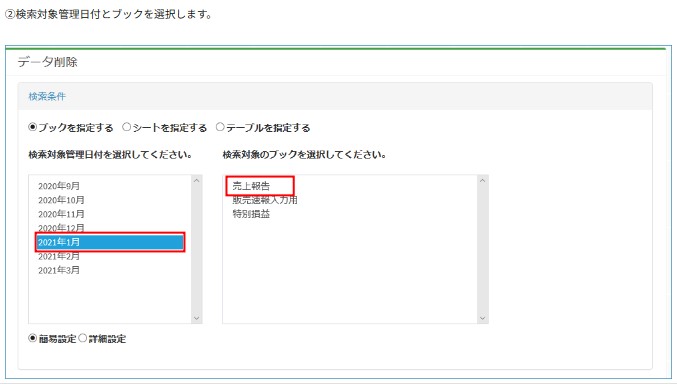 ②検索対象管理日付とブックを選択します。
データ削除
検索条件
ブックを指定する シートを指定する テーブルを指定する
検索対象管理日付を選択してください。 検索対象のブックを選択してください。
2020年9月 売上報告
2020年10月 販売速報入力用
2020年11月 特別損益
2020年12月
2021年1月
2021年2月
2021年3月
簡易設定 詳細設定